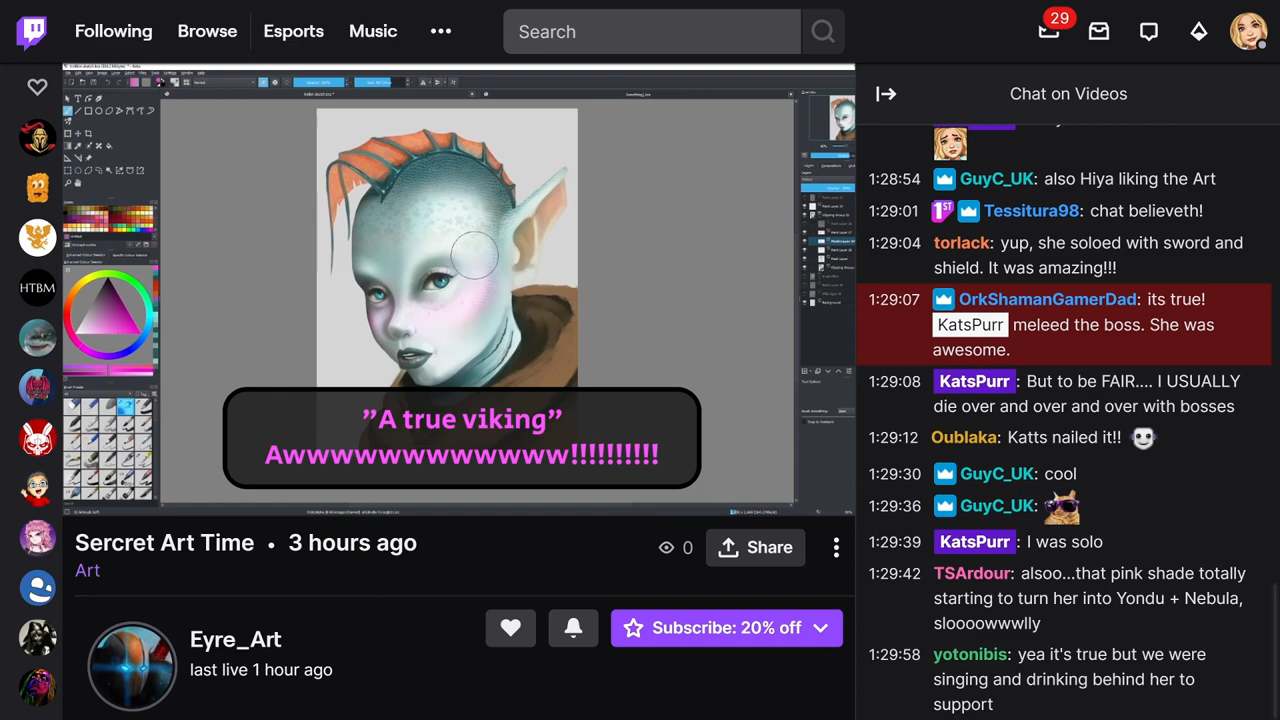 Following
Browse
Esports
Music
Search
29
"A true viking"
Awwwwwwwwwwww!!!!!!!!!!
Sercret Art Time • 3 hours ago
0
Share
Art
Eyre_Art
last live 1 hour ago
Subscribe: 20% off
HTBM
Chat on Videos
1:28:54 GuyC_UK: also Hiya liking the Art
1:29:01 1ST Tessitura98: chat believeth!
1:29:04 torlack: yup, she soloed with sword and
shield. It was amazing!!!
1:29:07 OrkShamanGamerDad: its true!
KatsPurr meleed the boss. She was
awesome.
1:29:08 KatsPurr: But to be FAIR.... I USUALLY
die over and over and over with bosses
1:29:12 Oublaka: Katts nailed it!!
1:29:30 GuyC_UK: cool
1:29:36 GuyC_UK:
1:29:39 KatsPurr: I was solo
1:29:42 TSArdour: alsoo...that pink shade totally
starting to turn her into Yondu + Nebula,
sloooowwwlly
1:29:58 yotonibis: yea it's true but we were
singing and drinking behind her to
support